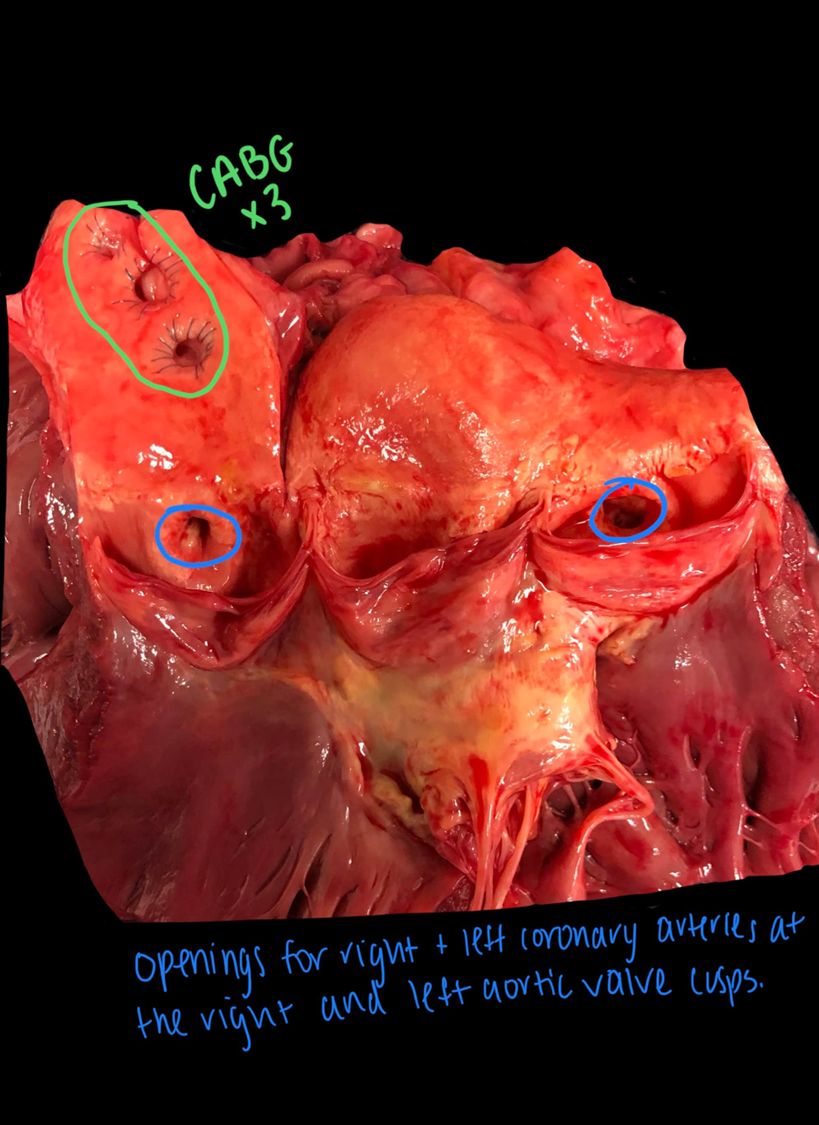 CABG
x3
Openings for right + left coronary arteries at
the right and left aortic valve cusps.